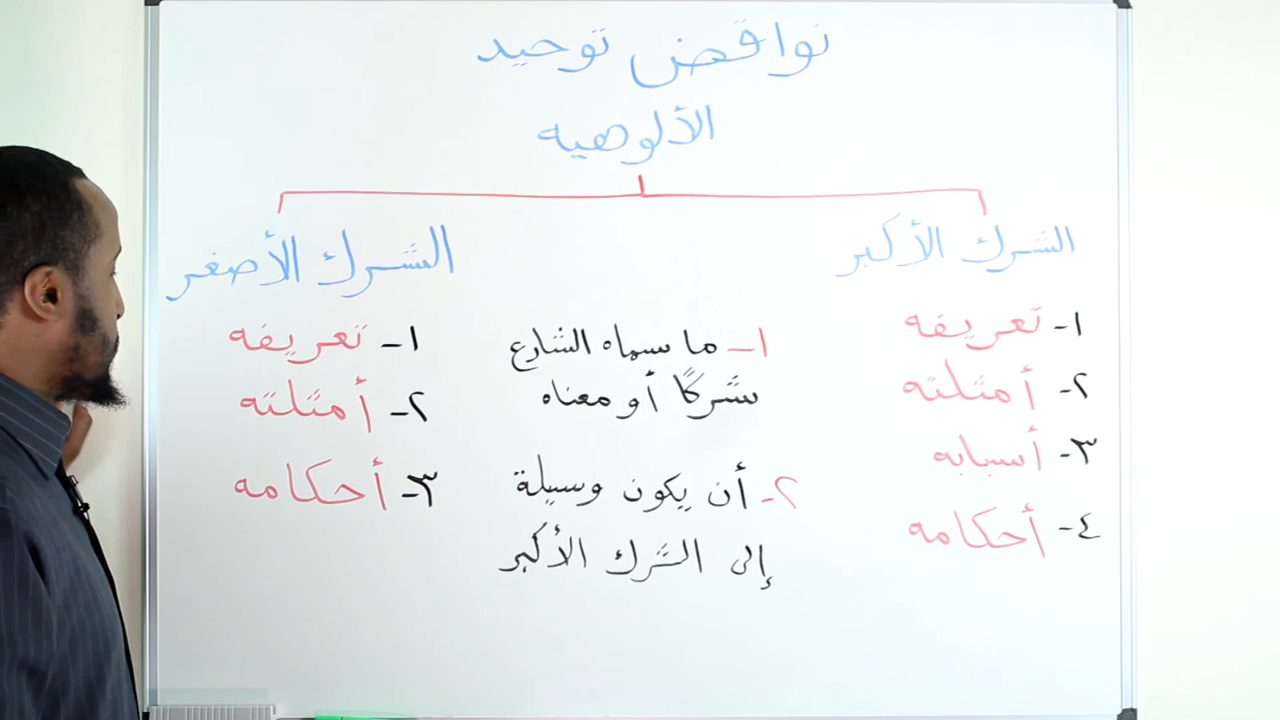 نواقض توحيد
الألوهيه
الشرك الأكبر
١- تعريفه
٢- أمثلته
٣- أسبابه
٤- أحكامه
١- ما سماه الشارع
شركًا أو معناه
٢- أن يكون وسيلة
إلى الشرك الأكبر
الشرك الأصغر
١- تعريفه
٢- أمثلته
٣- أحكامه